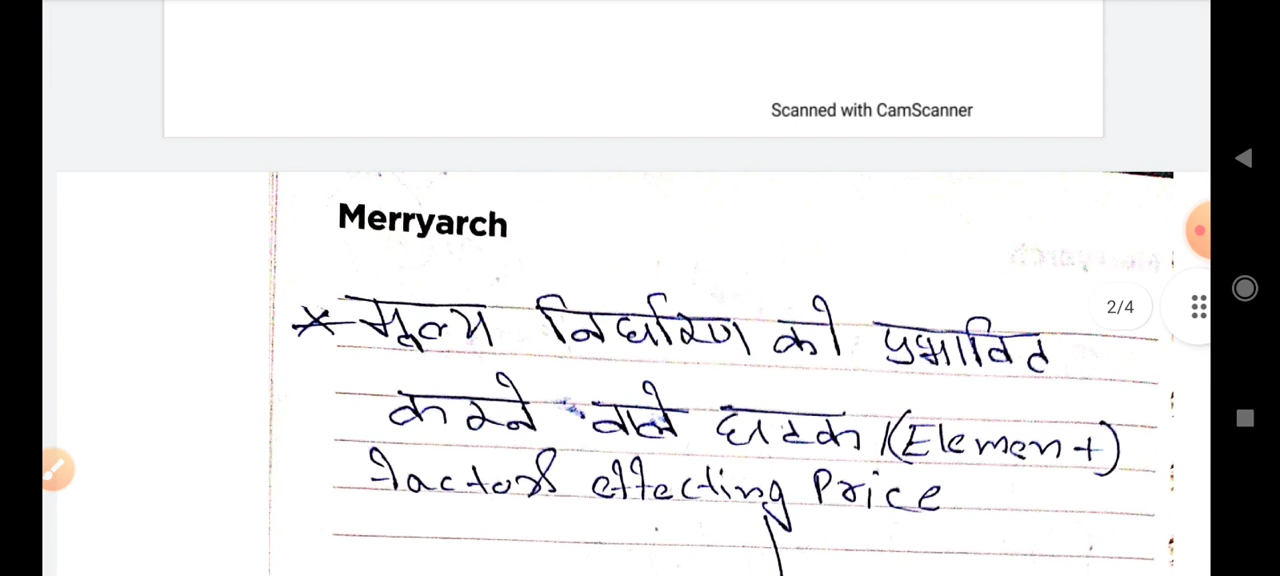 Scanned with CamScanner
Merryarch
2/4
* मूल्य निर्धारण को प्रभावित
करने वाले घटक (Element)
factors effecting Price